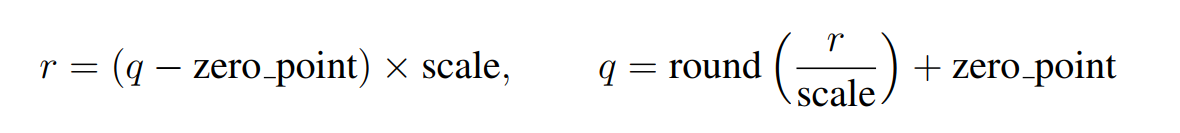 r = (q − zero_point) × scale, q = round (r / scale) + zero_point